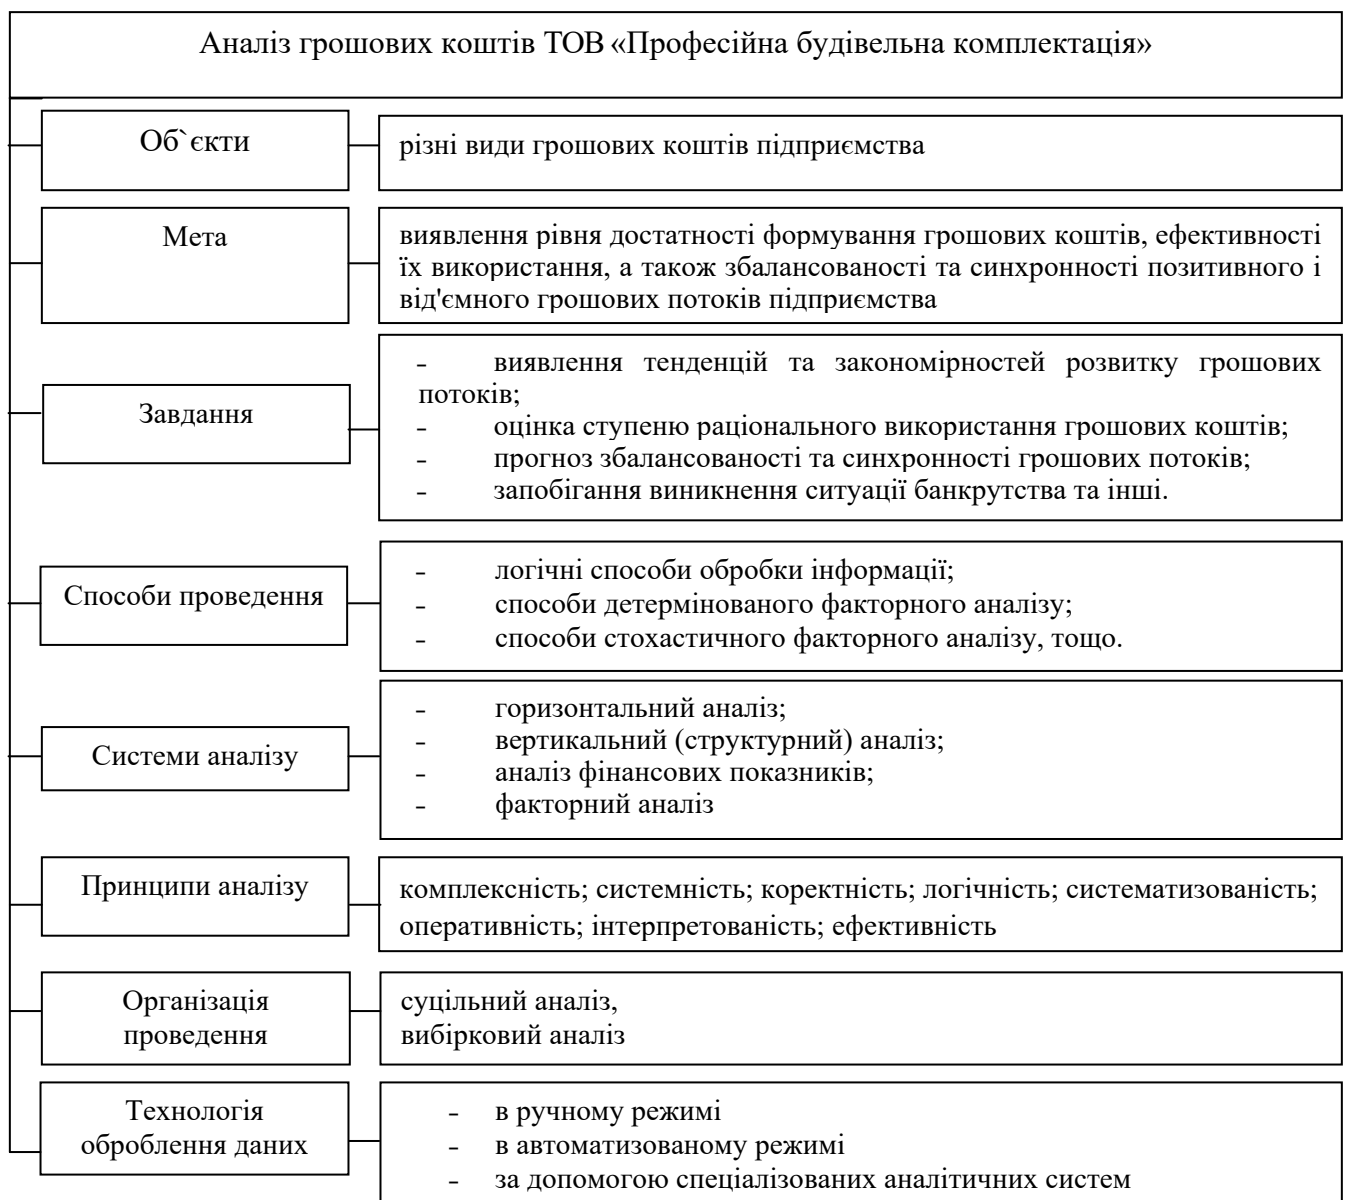 Аналіз грошових коштів ТОВ «Професійна будівельна комплектація»
Об`єкти
різні види грошових коштів підприємства
Мета
виявлення рівня достатності формування грошових коштів, ефективності
їх використання, а також збалансованості та синхронності позитивного і
від'ємного грошових потоків підприємства
Завдання
- виявлення тенденцій та закономірностей розвитку грошових
потоків;
- оцінка ступеню раціонального використання грошових коштів;
- прогноз збалансованості та синхронності грошових потоків;
- запобігання виникнення ситуації банкрутства та інші.
Способи проведення
- логічні способи обробки інформації;
- способи детермінованого факторного аналізу;
- способи стохастичного факторного аналізу, тощо.
Системи аналізу
- горизонтальний аналіз;
- вертикальний (структурний) аналіз;
- аналіз фінансових показників;
- факторний аналіз
Принципи аналізу
комплексність; системність; коректність; логічність; систематизованість;
оперативність; інтерпретованість; ефективність
Організація
проведення
суцільний аналіз,
вибірковий аналіз
Технологія
оброблення даних
- в ручному режимі
- в автоматизованому режимі
- за допомогою спеціалізованих аналітичних систем